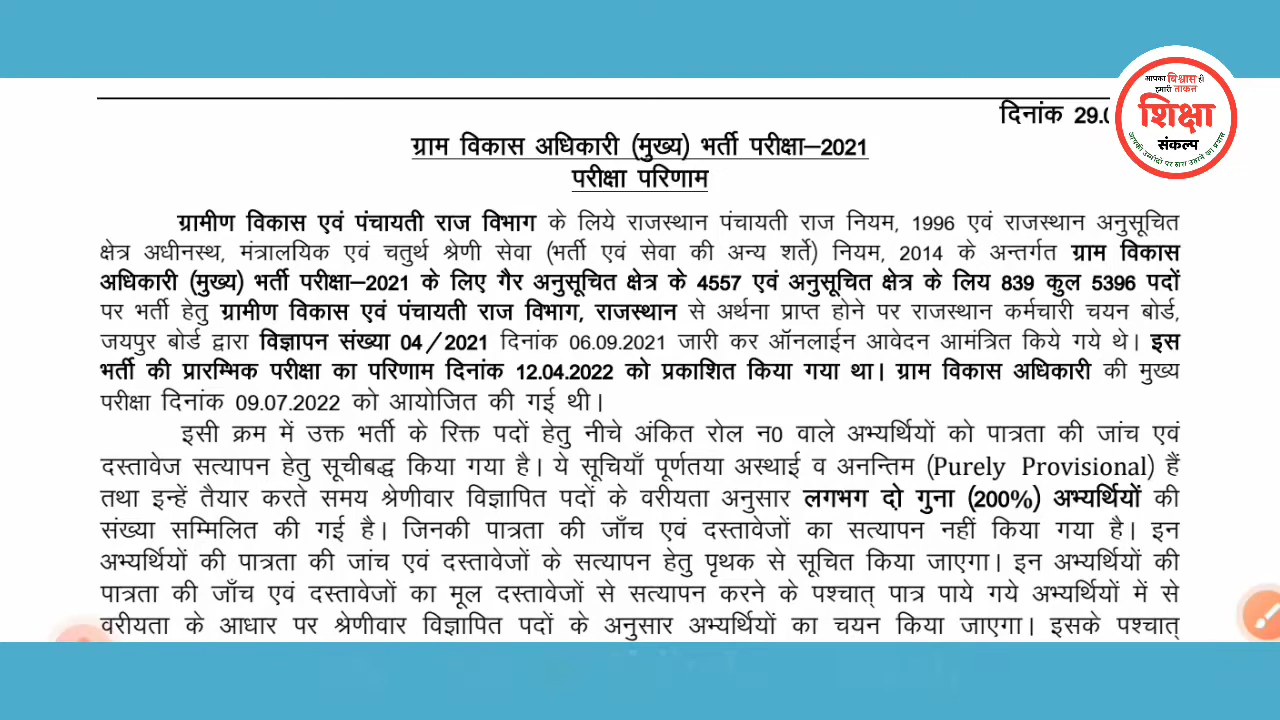 आपका विश्वास ही
हमारी ताकत
शिक्षा
संकल्प
दिनांक 29.0
ग्राम विकास अधिकारी (मुख्य) भर्ती परीक्षा–2021
परीक्षा परिणाम
ग्रामीण विकास एवं पंचायती राज विभाग के लिये राजस्थान पंचायती राज नियम, 1996 एवं राजस्थान अनुसूचित
क्षेत्र अधीनस्थ, मंत्रालयिक एवं चतुर्थ श्रेणी सेवा (भर्ती एवं सेवा की अन्य शर्ते) नियम, 2014 के अन्तर्गत ग्राम विकास
अधिकारी (मुख्य) भर्ती परीक्षा–2021 के लिए गैर अनुसूचित क्षेत्र के 4557 एवं अनुसूचित क्षेत्र के लिय 839 कुल 5396 पदों
पर भर्ती हेतु ग्रामीण विकास एवं पंचायती राज विभाग, राजस्थान से अर्थना प्राप्त होने पर राजस्थान कर्मचारी चयन बोर्ड,
जयपुर बोर्ड द्वारा विज्ञापन संख्या 04/2021 दिनांक 06.09.2021 जारी कर ऑनलाईन आवेदन आमंत्रित किये गये थे। इस
भर्ती की प्रारम्भिक परीक्षा का परिणाम दिनांक 12.04.2022 को प्रकाशित किया गया था। ग्राम विकास अधिकारी की मुख्य
परीक्षा दिनांक 09.07.2022 को आयोजित की गई थी।
इसी क्रम में उक्त भर्ती के रिक्त पदों हेतु नीचे अंकित रोल न0 वाले अभ्यर्थियों को पात्रता की जांच एवं
दस्तावेज सत्यापन हेतु सूचीबद्ध किया गया है। ये सूचियाँ पूर्णतया अस्थाई व अनन्तिम (Purely Provisional) हैं
तथा इन्हें तैयार करते समय श्रेणीवार विज्ञापित पदों के वरीयता अनुसार लगभग दो गुना (200%) अभ्यर्थियों की
संख्या सम्मिलित की गई है। जिनकी पात्रता की जाँच एवं दस्तावेजों का सत्यापन नहीं किया गया है। इन
अभ्यर्थियों की पात्रता की जांच एवं दस्तावेजों के सत्यापन हेतु पृथक से सूचित किया जाएगा। इन अभ्यर्थियों की
पात्रता की जाँच एवं दस्तावेजों का मूल दस्तावेजों से सत्यापन करने के पश्चात् पात्र पाये गये अभ्यर्थियों में से
वरीयता के आधार पर श्रेणीवार विज्ञापित पदों के अनुसार अभ्यर्थियों का चयन किया जाएगा। इसके पश्चात्